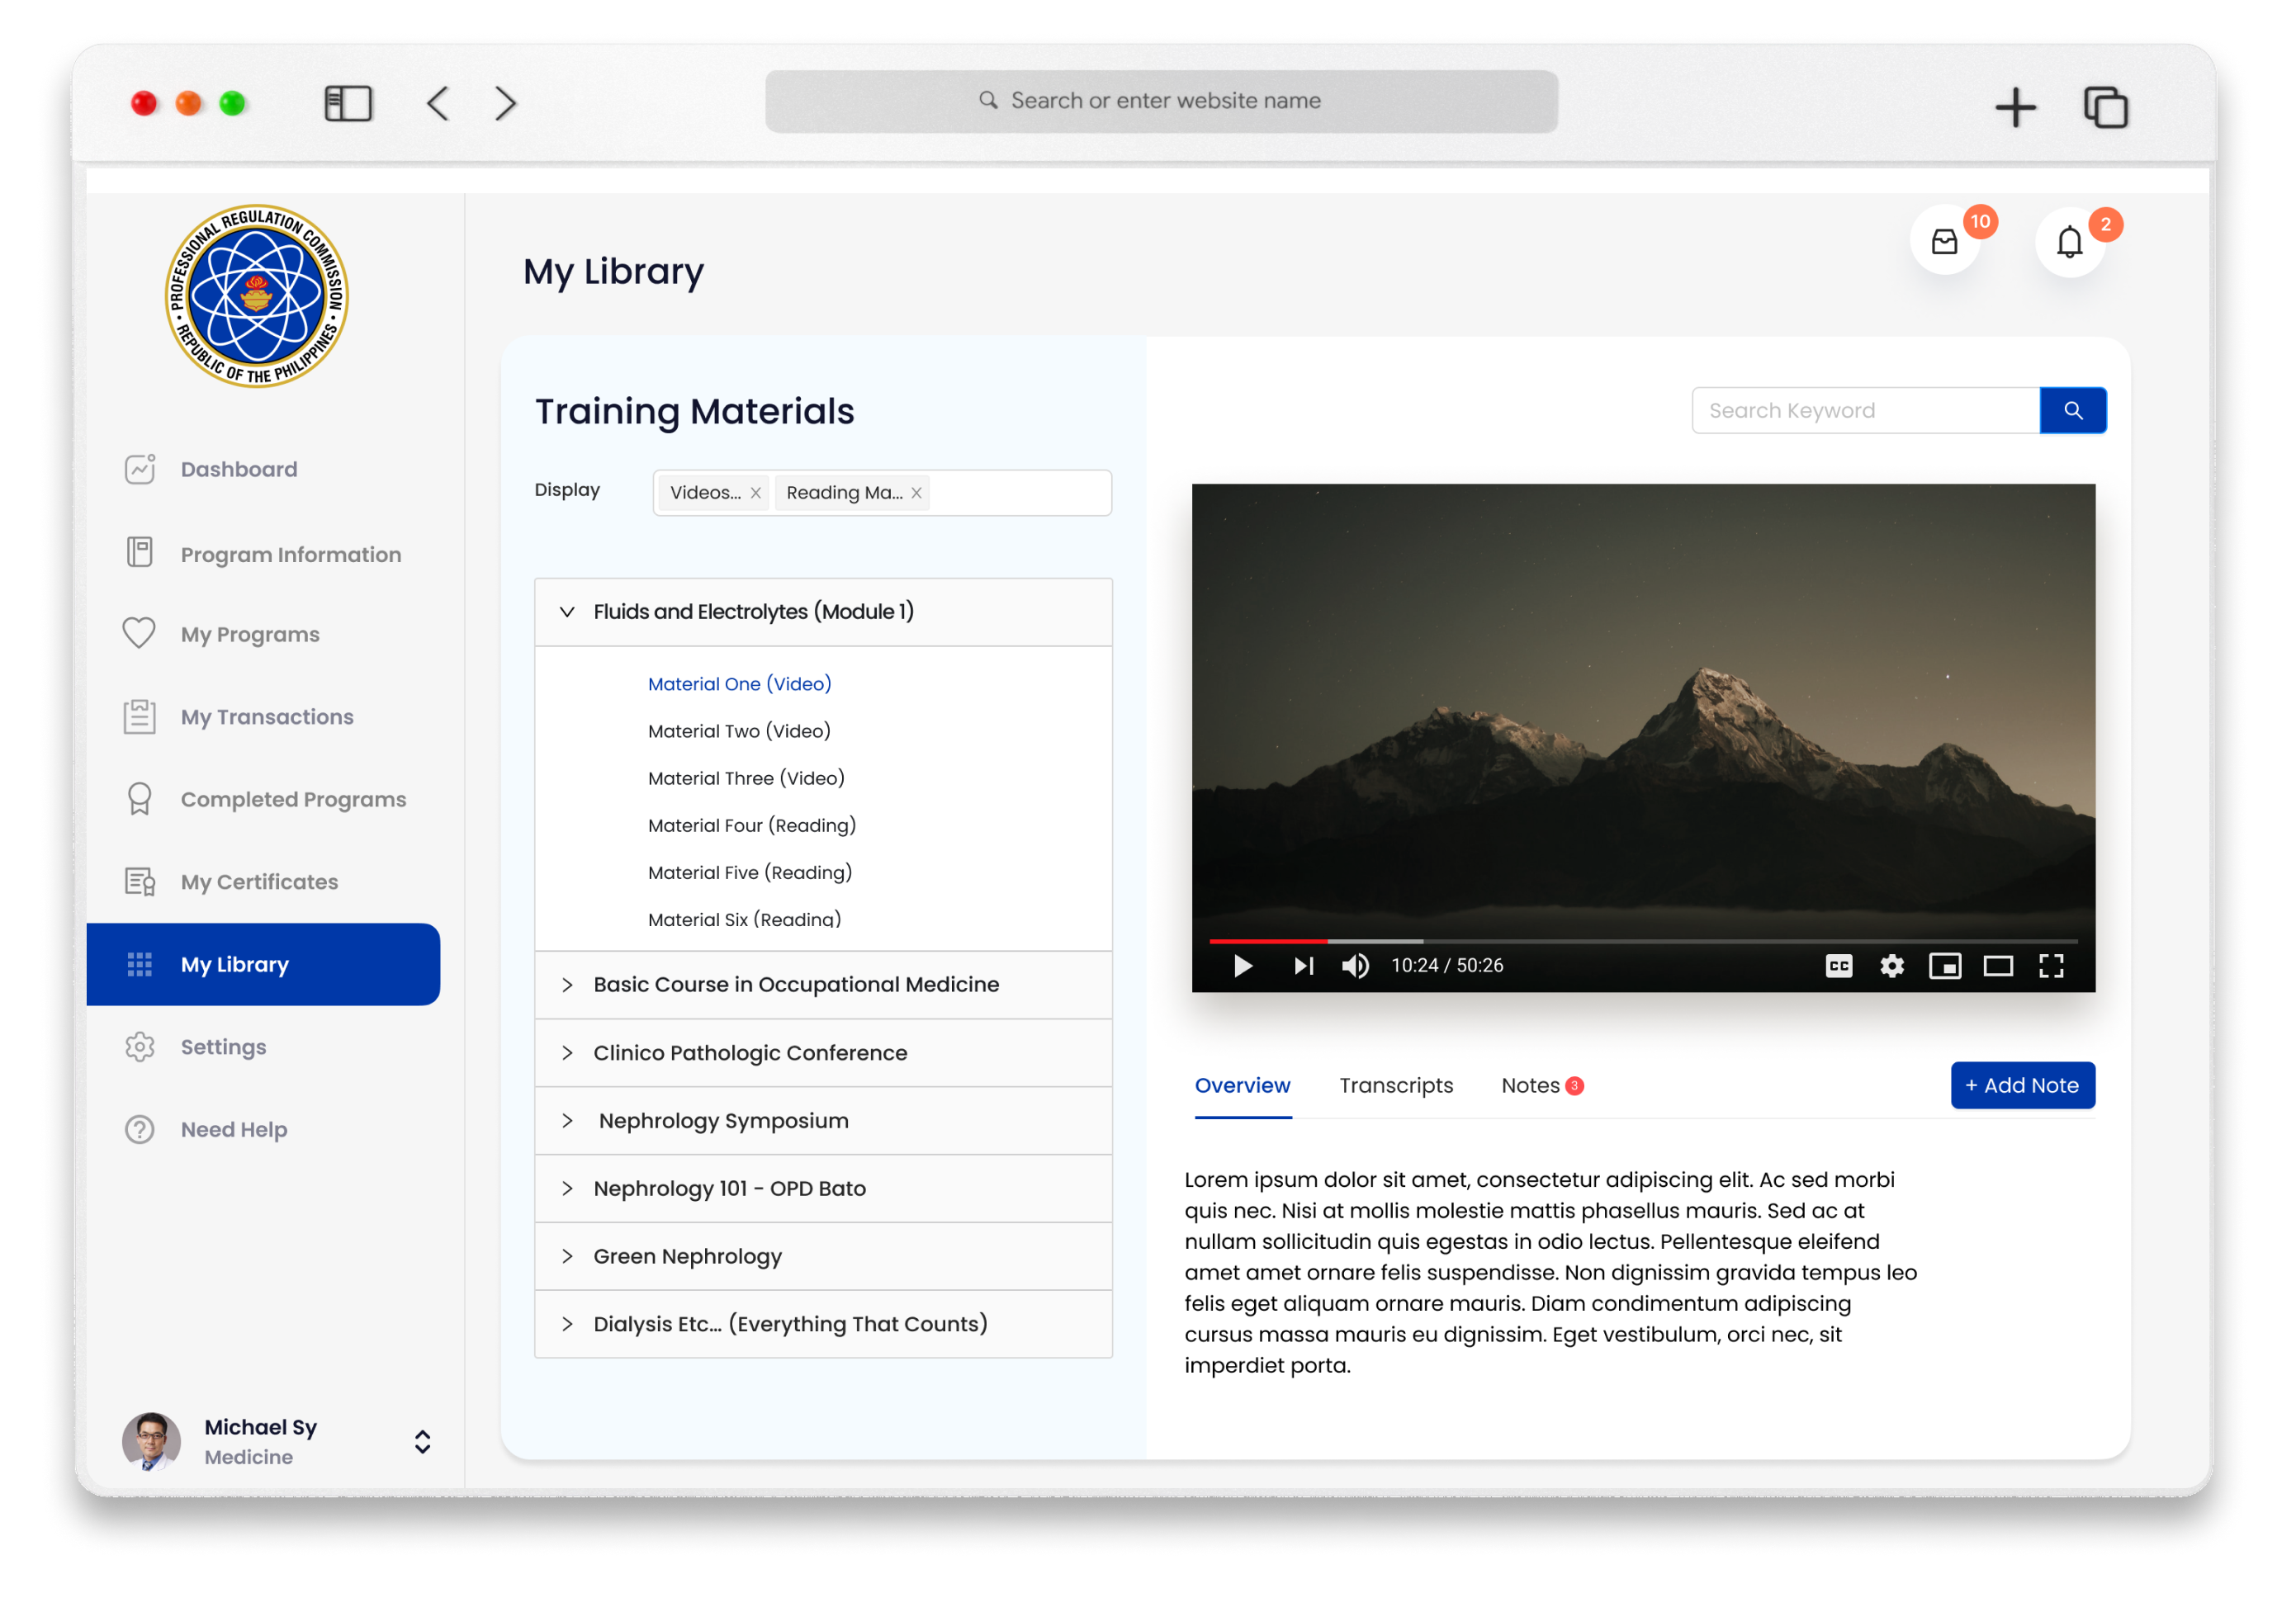 Search or enter website name
PROFESSIONAL REGULATION COMMISSION
REPUBLIC OF THE PHILIPPINES
Dashboard
Program Information
My Programs
My Transactions
Completed Programs
My Certificates
My Library
Settings
Need Help
Michael Sy
Medicine
My Library
10
2
Training Materials
Display
Videos...
Reading Ma...
Fluids and Electrolytes (Module 1)
Material One (Video)
Material Two (Video)
Material Three (Video)
Material Four (Reading)
Material Five (Reading)
Material Six (Reading)
Basic Course in Occupational Medicine
Clinico Pathologic Conference
Nephrology Symposium
Nephrology 101 - OPD Bato
Green Nephrology
Dialysis Etc... (Everything That Counts)
Search Keyword
10:24 / 50:26
CC
Overview
Transcripts
Notes 3
+ Add Note
Lorem ipsum dolor sit amet, consectetur adipiscing elit. Ac sed morbi
quis nec. Nisi at mollis molestie mattis phasellus mauris. Sed ac at
nullam sollicitudin quis egestas in odio lectus. Pellentesque eleifend
amet amet ornare felis suspendisse. Non dignissim gravida tempus leo
felis eget aliquam ornare mauris. Diam condimentum adipiscing
cursus massa mauris eu dignissim. Eget vestibulum, orci nec, sit
imperdiet porta.